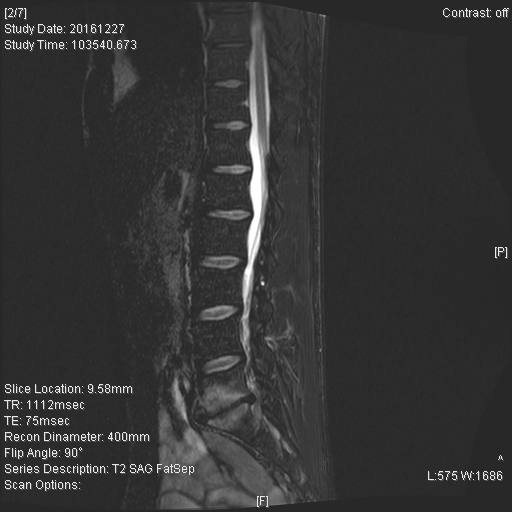 [2/7]
Study Date: 20161227
Study Time: 103540.673
Contrast: off
[P]
Slice Location: 9.58mm
TR: 1112msec
TE: 75msec
Recon Dinameter: 400mm
Flip Angle: 90°
Series Description: T2 SAG FatSep
Scan Options:
^
L:575 W:1686
[F]